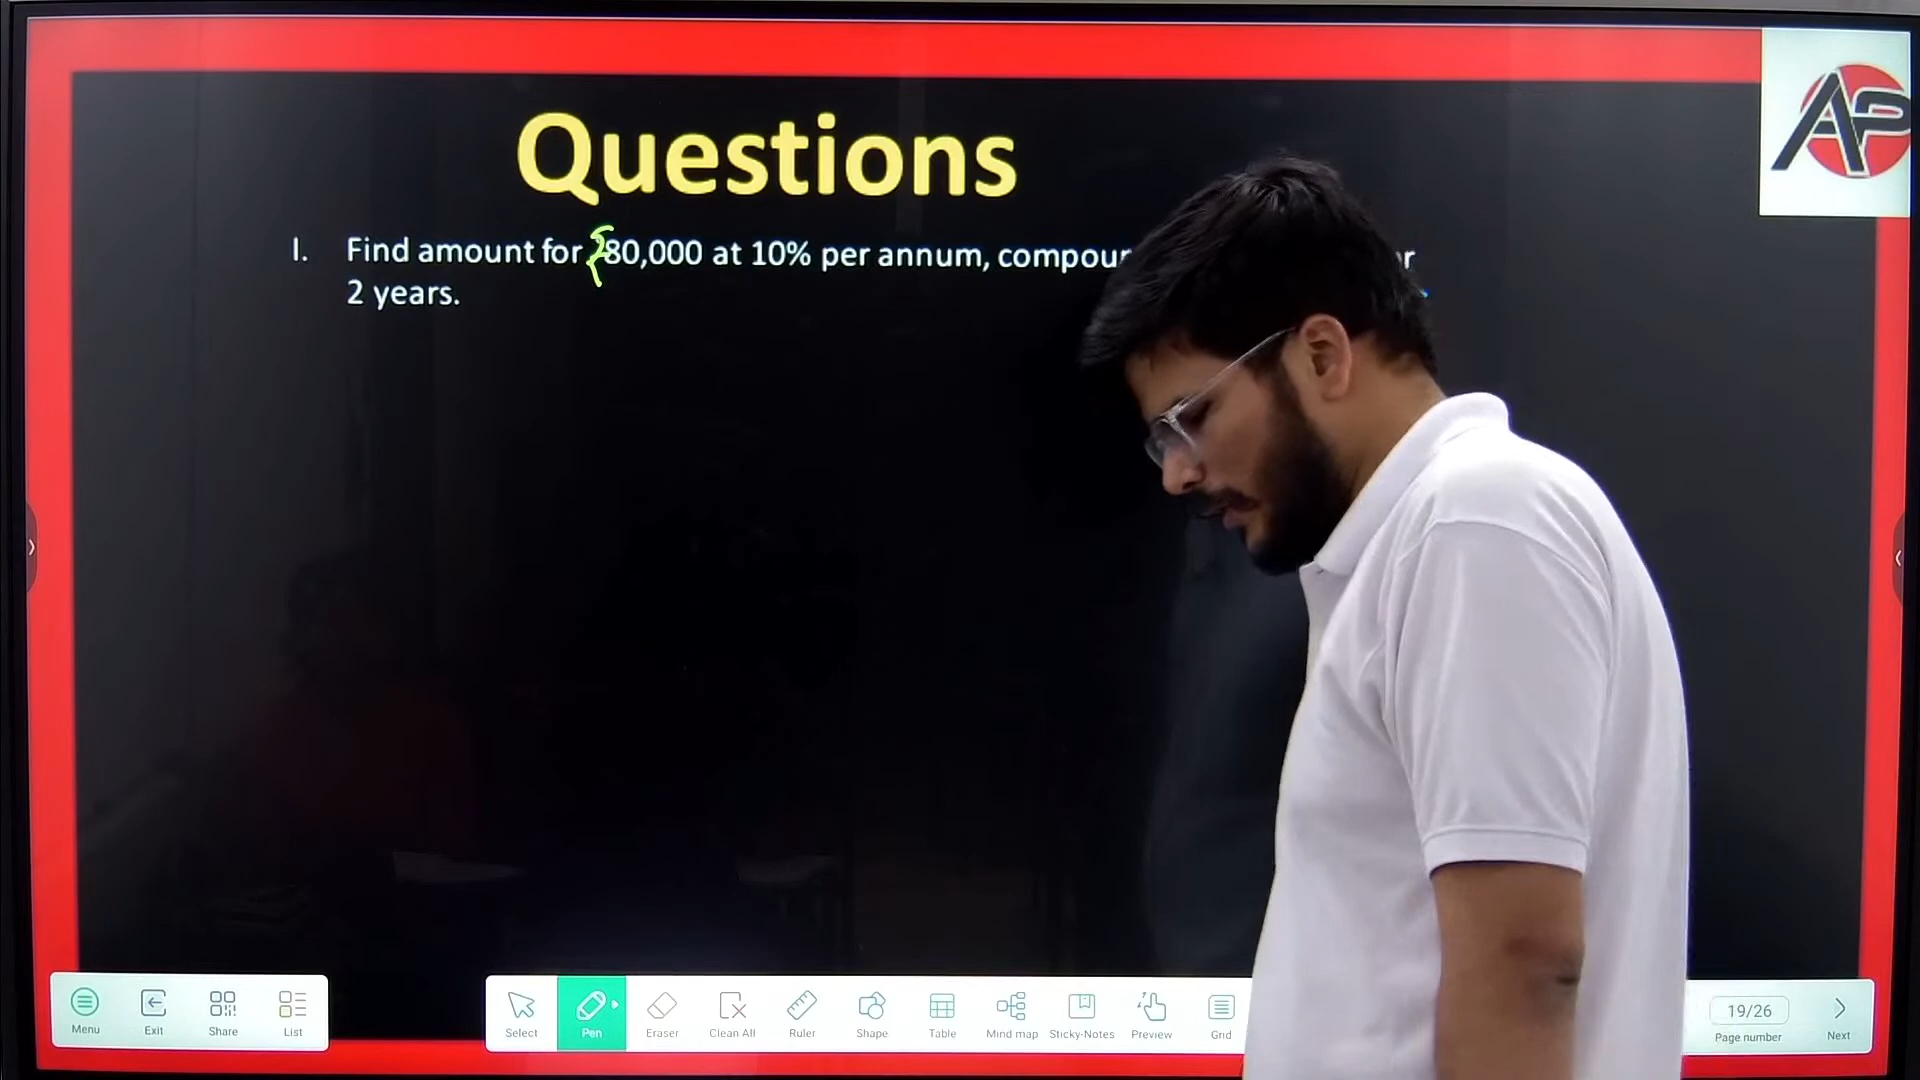 AP
Questions
I. Find amount for 80,000 at 10% per annum,
2 years.
Menu Exit Share List Select Pen Eraser Clean All Ruler Shape Table Mind map Sticky-Notes Preview Grid 19/26 Page number Next